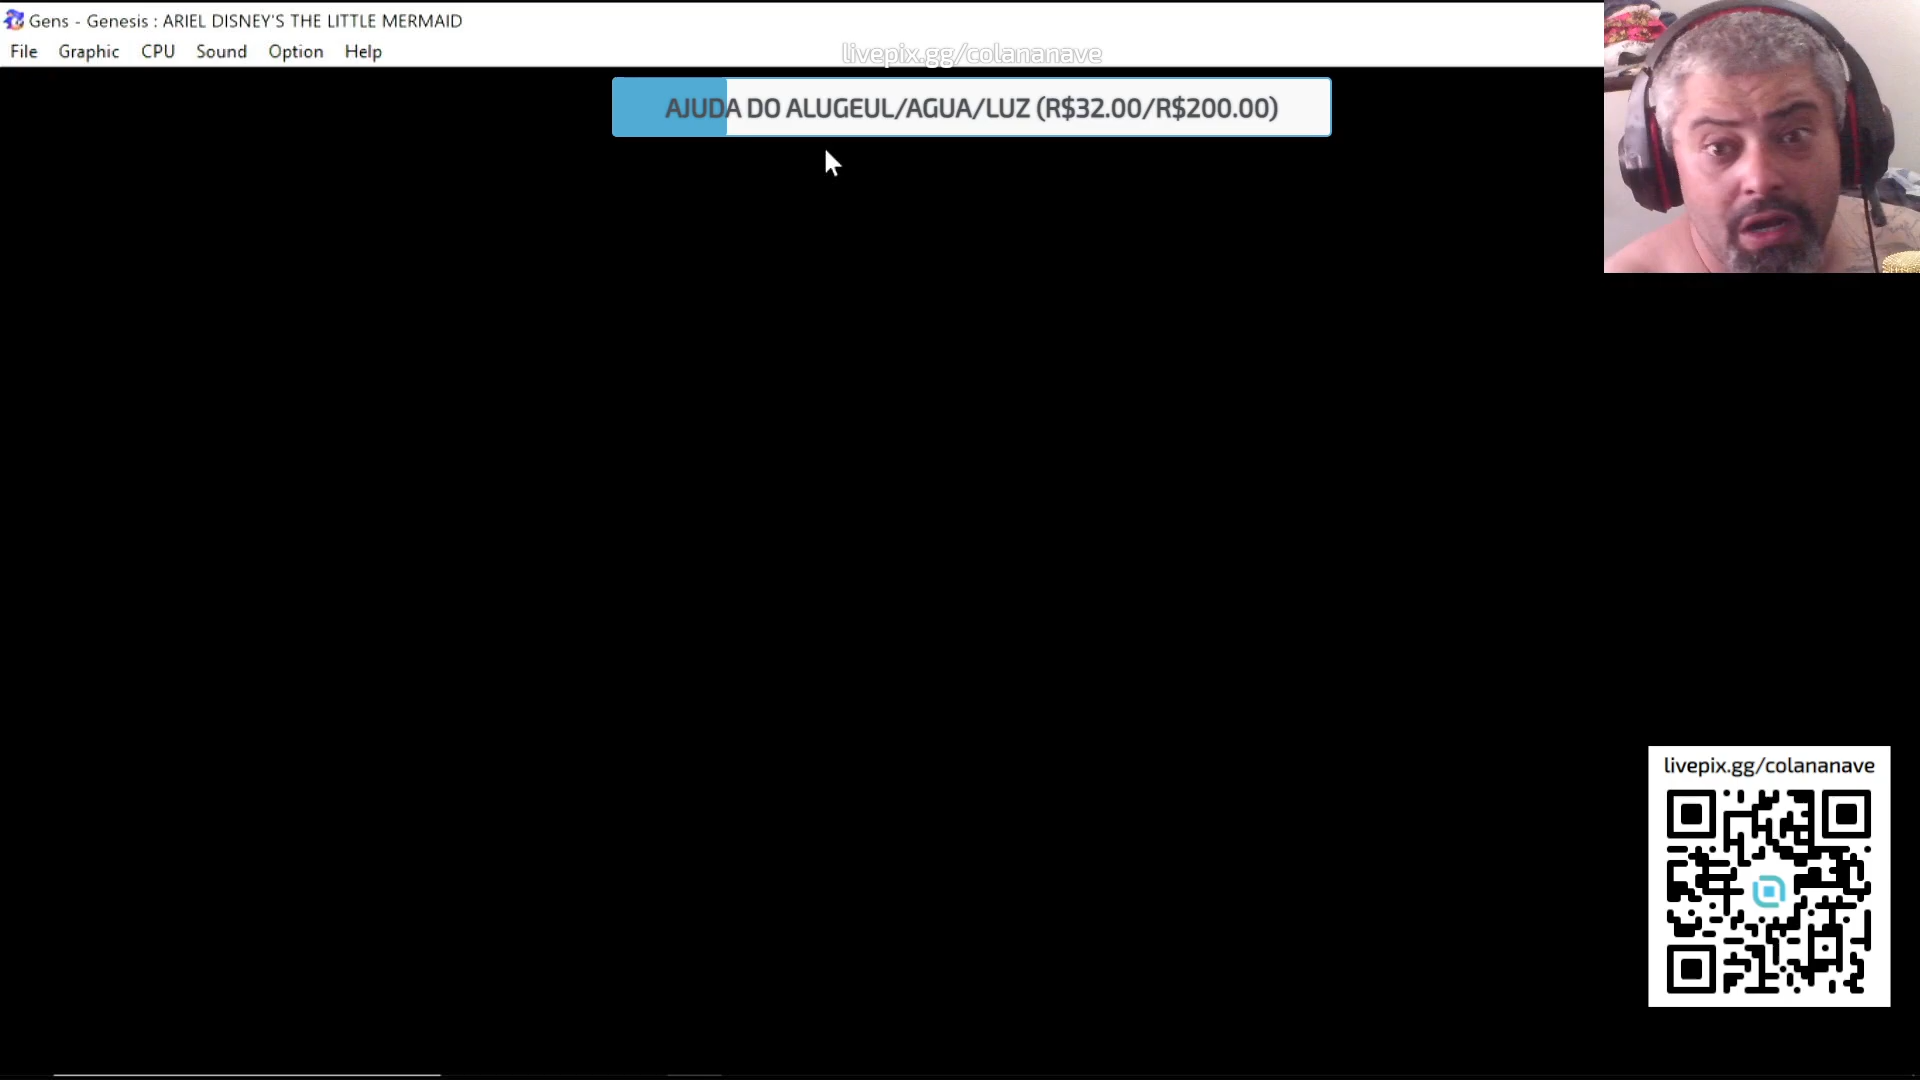 Gens - Genesis : ARIEL DISNEY'S THE LITTLE MERMAID
File Graphic CPU Sound Option Help
livepix.gg/colananave
AJUDA DO ALUGEUL/AGUA/LUZ (R$32.00/R$200.00)
livepix.gg/colananave